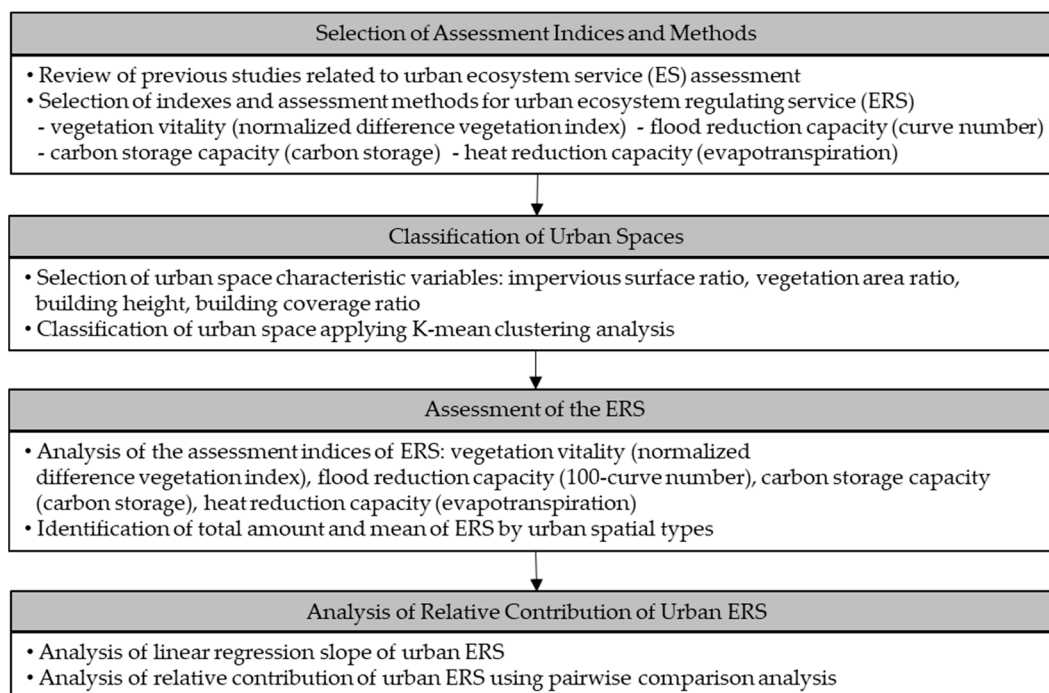 Selection of Assessment Indices and Methods
• Review of previous studies related to urban ecosystem service (ES) assessment
• Selection of indexes and assessment methods for urban ecosystem regulating service (ERS)
- vegetation vitality (normalized difference vegetation index) - flood reduction capacity (curve number)
- carbon storage capacity (carbon storage) - heat reduction capacity (evapotranspiration)
Classification of Urban Spaces
• Selection of urban space characteristic variables: impervious surface ratio, vegetation area ratio,
building height, building coverage ratio
• Classification of urban space applying K-mean clustering analysis
Assessment of the ERS
• Analysis of the assessment indices of ERS: vegetation vitality (normalized
difference vegetation index), flood reduction capacity (100-curve number), carbon storage capacity
(carbon storage), heat reduction capacity (evapotranspiration)
• Identification of total amount and mean of ERS by urban spatial types
Analysis of Relative Contribution of Urban ERS
• Analysis of linear regression slope of urban ERS
• Analysis of relative contribution of urban ERS using pairwise comparison analysis